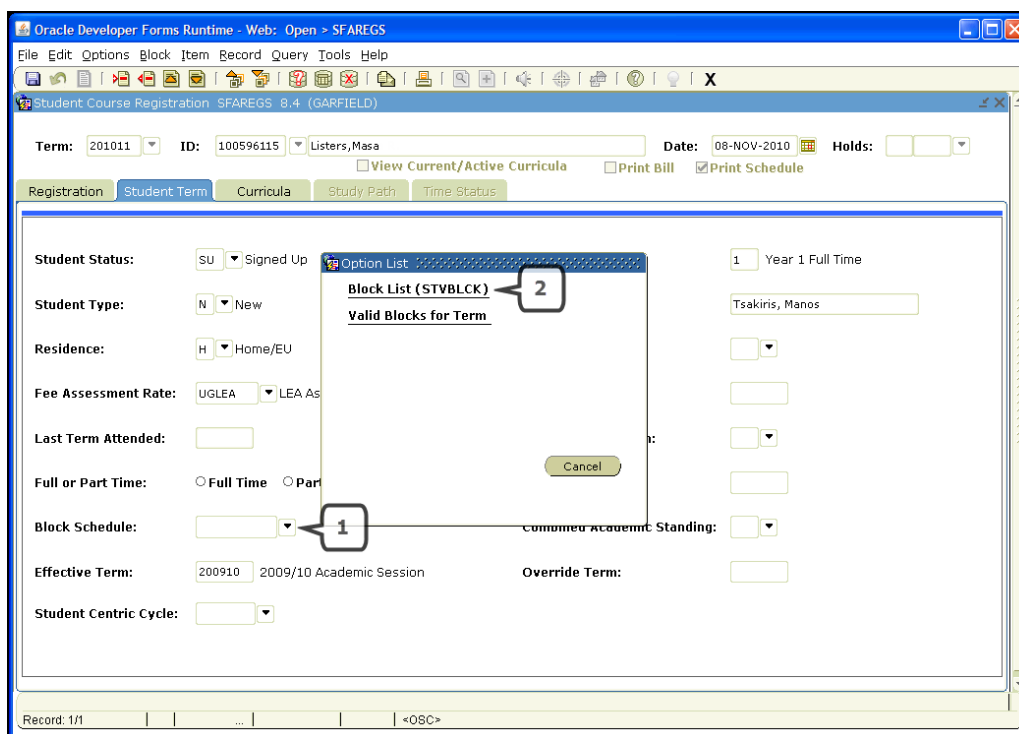 Oracle Developer Forms Runtime - Web: Open > SFAREGS
File Edit Options Block Item Record Query Tools Help
Student Course Registration SFAREGS 8.4 (GARFIELD)
Term: 201011 ID: 100596115 Listers,Masa Date: 08-NOV-2010 Holds:
View Current/Active Curricula Print Bill Print Schedule
Registration Student Term Curricula Study Path Time Status
Student Status: SU Signed Up Option List 1 Year 1 Full Time
Block List (STVBLCK) 2
Student Type: N New Valid Blocks for Term Tsakiris, Manos
Residence: H Home/EU
Fee Assessment Rate: UGLEA LEA As
Last Term Attended:
Cancel
Full or Part Time: Full Time Part
Block Schedule: 1 Combined Academic Standing:
Effective Term: 200910 2009/10 Academic Session Override Term:
Student Centric Cycle:
Record: 1/1 ... <OSC>